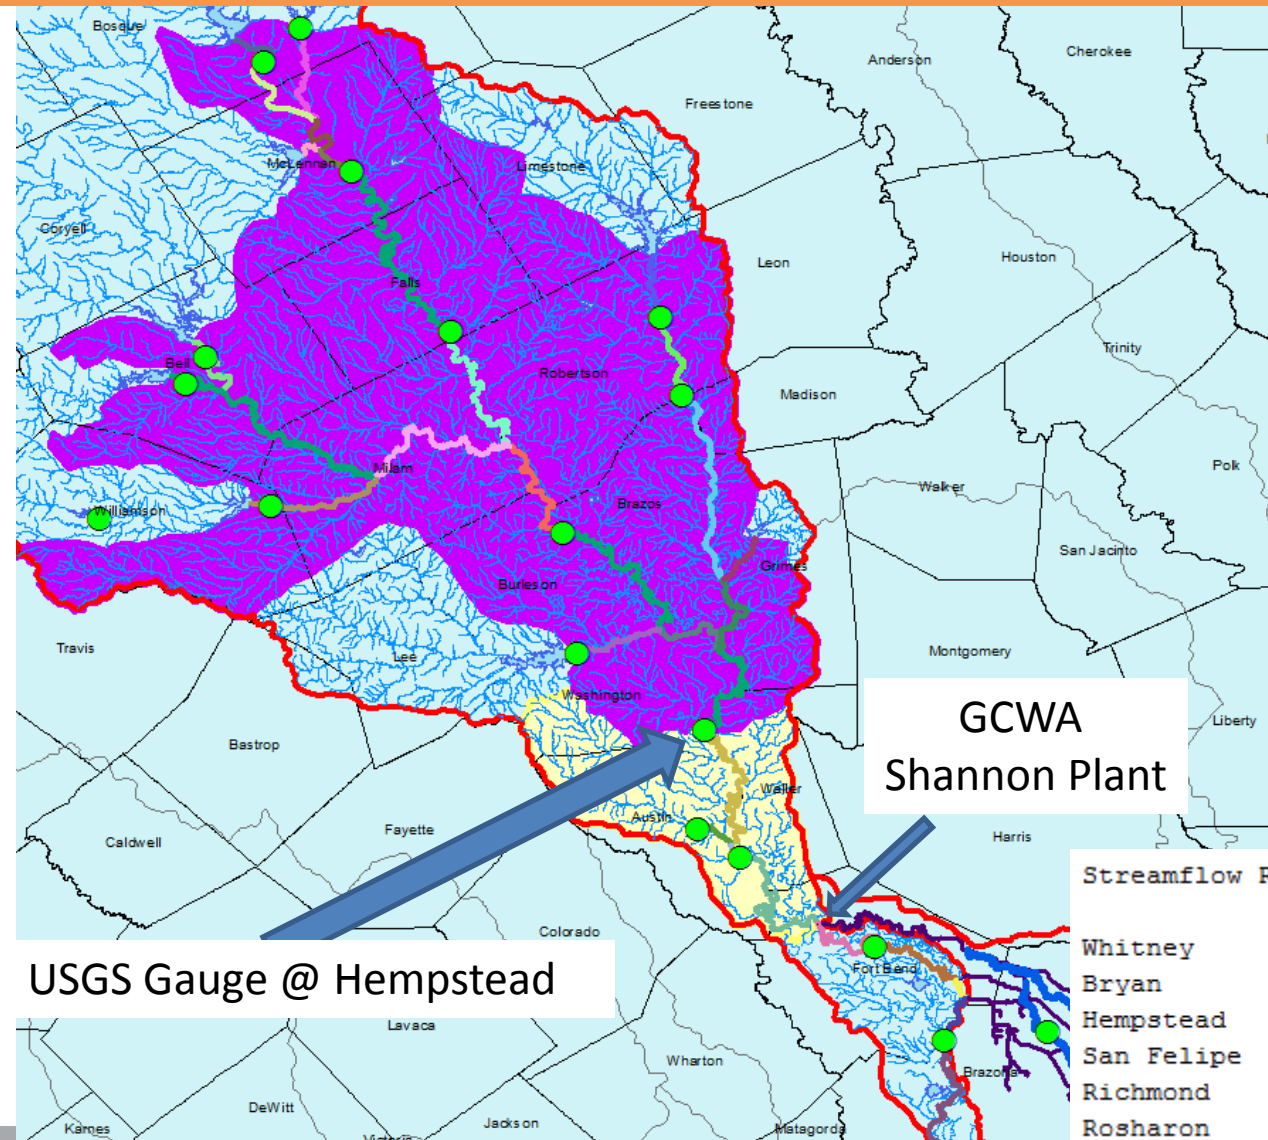 Bosque
Anderson
Cherokee
Freestone
McLennan
Limestone
Coryell
Leon
Houston
Falls
Trinity
Bell
Robertson
Madison
Milam
Polk
Walker
Williamson
Brazos
San Jacinto
Grimes
Burleson
Travis
Lee
Montgomery
Washington
GCWA
Shannon Plant
Liberty
Bastrop
Waller
Austin
Fayette
Harris
Caldwell
Streamflow
Colorado
Whitney
USGS Gauge @ Hempstead
Fort Bend
Bryan
Hempstead
Lavaca
San Felipe
Wharton
Brazoria
Richmond
DeWitt
Karnes
Jackson
Matagorda
Rosharon